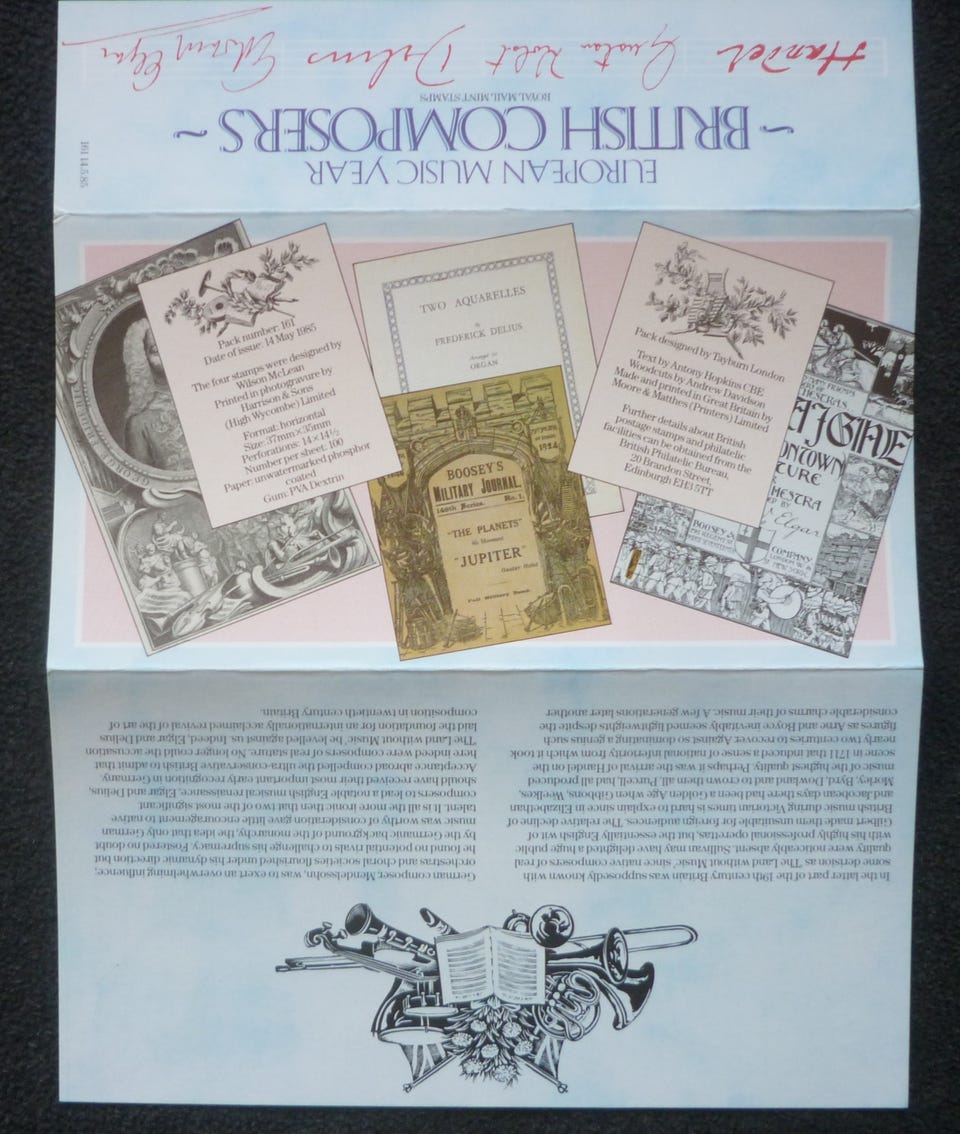 EUROPEAN MUSIC YEAR
~ BRITISH COMPOSERS ~
ROYAL MAIL MINT STAMPS
Handel Gustav Holst Delius Edward Elgar
161 14.5.85
Pack number: 161
Date of issue: 14 May 1985
The four stamps were designed by
Wilson McLean
Printed in photogravure by
Harrison & Sons
(High Wycombe) Limited
Format: horizontal
Size: 37mm×35mm
Perforations: 14×14½
Number per sheet: 100
Paper: unwatermarked phosphor
coated
Gum: PVA Dextrin
TWO AQUARELLES
by
FREDERICK DELIUS
Arranged for
ORGAN
BOOSEY'S
MILITARY JOURNAL.
146th Series. No. 1.
"THE PLANETS"
"JUPITER"
Gustav Holst
Full Military Band.
Pack designed by Tayburn London
Text by Antony Hopkins CBE
Woodcuts by Andrew Davidson
Made and printed in Great Britain by
Moore & Matthes (Printers) Limited
Further details about British
postage stamps and philatelic
facilities can be obtained from the
British Philatelic Bureau,
20 Brandon Street,
Edinburgh EH3 5TT
AIGNE
ONTOWN
TURE
HESTRA
ED BY
Elgar
BOOSEY &
COMPANY
In the latter part of the 19th century Britain was supposedly known with
some derision as 'The Land without Music', since native composers of real
quality were noticeably absent. Sullivan may have delighted a huge public
with his highly professional operettas, but the essentially English wit of
Gilbert made them unsuitable for foreign audiences. The relative decline of
British music during Victorian times is hard to explain since in Elizabethan
and Jacobean days there had been a Golden Age when Gibbons, Weelkes,
Morley, Byrd, Dowland and to crown them all, Purcell, had all produced
music of the highest quality. Perhaps it was the arrival of Handel on the
scene in 1711 that induced a sense of national inferiority from which it took
nearly two centuries to recover. Against so dominating a genius such
figures as Arne and Boyce inevitably seemed lightweights despite the
considerable charms of their music. A few generations later another
German composer, Mendelssohn, was to exert an overwhelming influence;
orchestras and choral societies flourished under his dynamic direction but
he found no potential rivals to challenge his supremacy. Fostered no doubt
by the Germanic background of the monarchy, the idea that only German
music was worthy of consideration gave little encouragement to native
talent. It is all the more ironic then that two of the most significant
composers to lead a notable English musical renaissance, Elgar and Delius,
should have received their most important early recognition in Germany.
Acceptance abroad compelled the ultra-conservative British to admit that
here indeed were composers of real stature. No longer could the accusation
'The Land without Music' be levelled against us. Indeed, Elgar and Delius
laid the foundation for an internationally acclaimed revival of the art of
composition in twentieth century Britain.